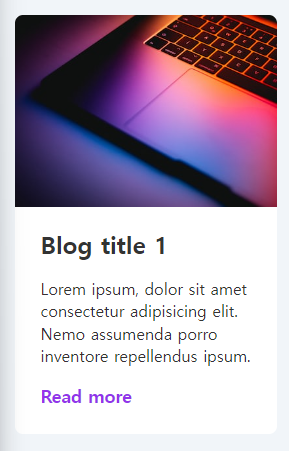 Blog title 1
Lorem ipsum, dolor sit amet
consectetur adipisicing elit.
Nemo assumenda porro
inventore repellendus ipsum.
Read more